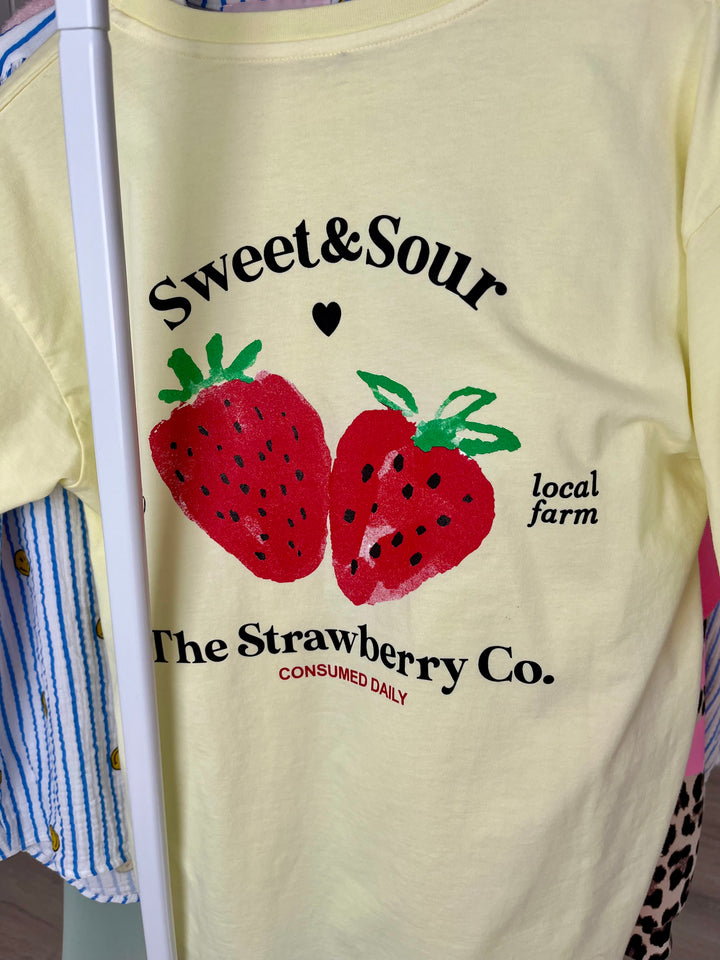 Sweet&Sour
local
farm
The Strawberry Co.
CONSUMED DAILY